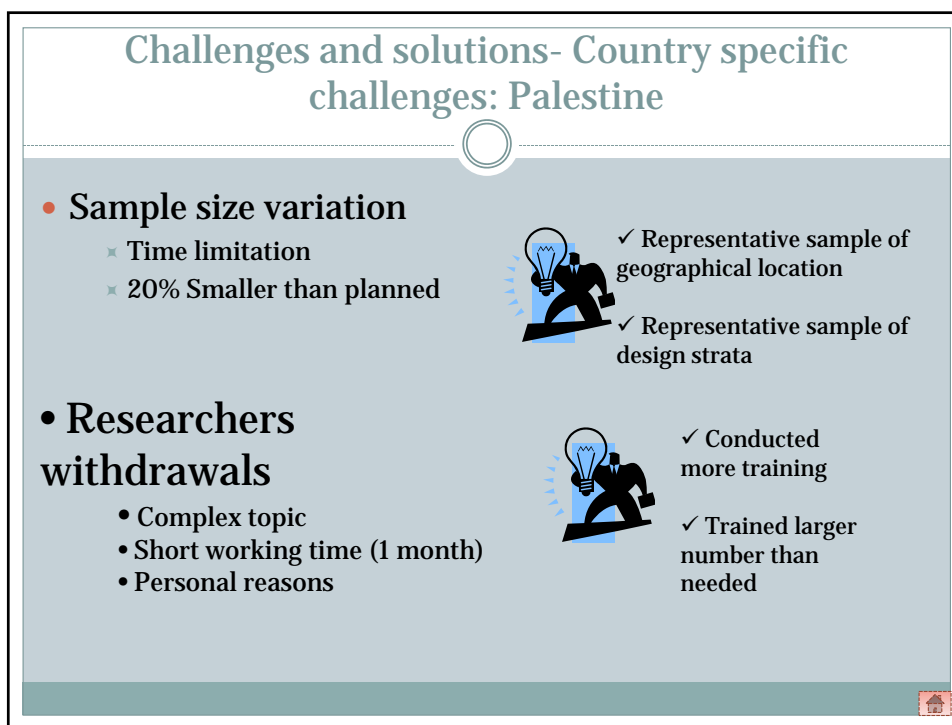 Challenges and solutions- Country specific
challenges: Palestine
• Sample size variation
Time limitation
20% Smaller than planned
✓ Representative sample of
geographical location
✓ Representative sample of
design strata
• Researchers
withdrawals
• Complex topic
• Short working time (1 month)
• Personal reasons
✓ Conducted
more training
✓ Trained larger
number than
needed